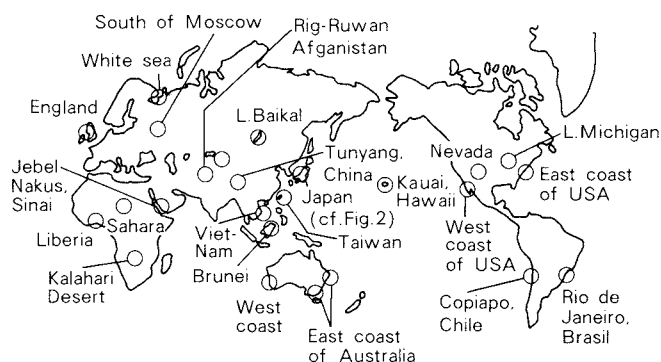 South of Moscow
Rig-Ruwan
Afganistan
White sea
England
L.Baikal
L.Michigan
Tunyang,
China
Nevada
Jebel
Nakus,
Sinai
Japan
(cf.Fig.2)
Kauai,
Hawaii
East coast
of USA
Sahara
Liberia
Viet-
Nam
Taiwan
West
coast
of USA
Brunei
Kalahari
Desert
West
coast
East coast
of Australia
Copiapo,
Chile
Rio de
Janeiro,
Brasil